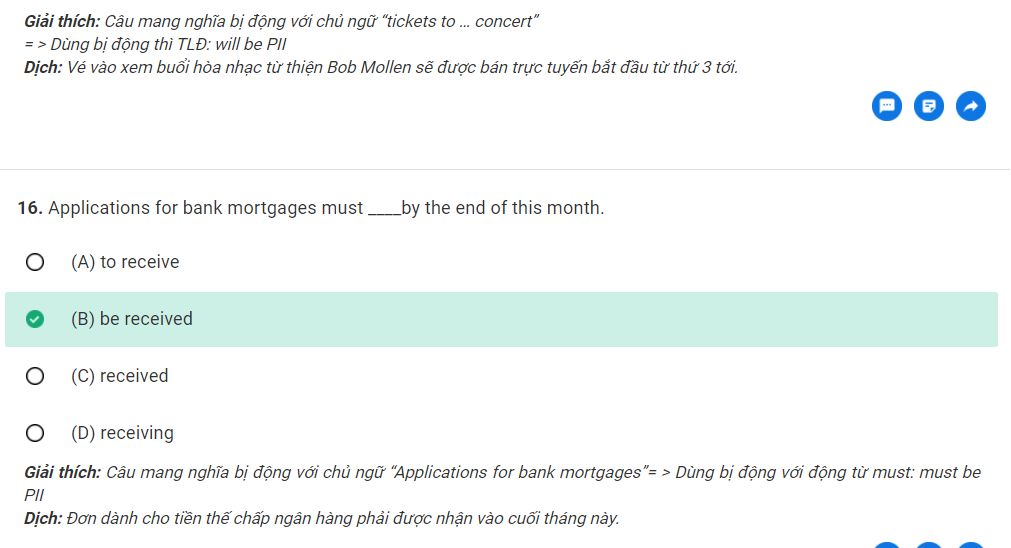 Giải thích: Câu mang nghĩa bị động với chủ ngữ “tickets to ... concert”
= > Dùng bị động thì TLĐ: will be PII
Dịch: Vé vào xem buổi hòa nhạc từ thiện Bob Mollen sẽ được bán trực tuyến bắt đầu từ thứ 3 tới.
16. Applications for bank mortgages must ____by the end of this month.
(A) to receive
(B) be received
(C) received
(D) receiving
Giải thích: Câu mang nghĩa bị động với chủ ngữ “Applications for bank mortgages”= > Dùng bị động với động từ must: must be
PII
Dịch: Đơn dành cho tiền thế chấp ngân hàng phải được nhận vào cuối tháng này.